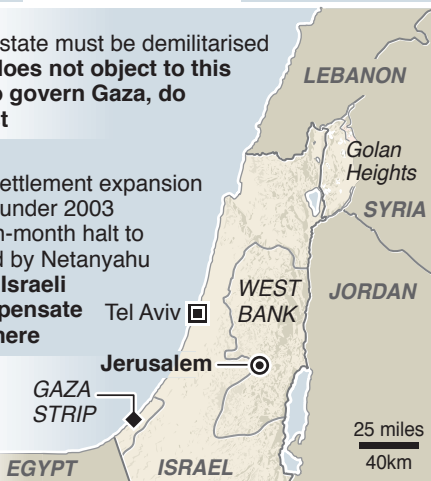 state must be demilitarised
does not object to this
govern Gaza, do
settlement expansion
under 2003
-month halt to
by Netanyahu
Israeli
here
LEBANON
Golan
Heights
SYRIA
WEST
BANK
JORDAN
Tel Aviv
Jerusalem
GAZA
STRIP
25 miles
40km
EGYPT
ISRAEL